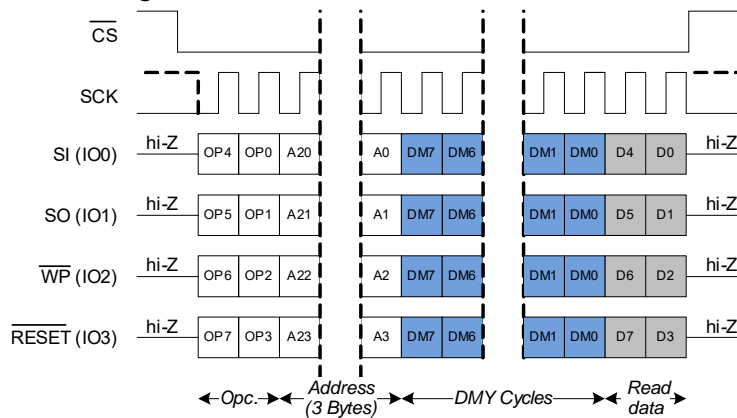 CS
SCK
hi-Z hi-Z
SI (IO0) OP4 OP0 A20 A0 DM7 DM6 DM1 DM0 D4 D0
hi-Z hi-Z
SO (IO1) OP5 OP1 A21 A1 DM7 DM6 DM1 DM0 D5 D1
hi-Z hi-Z
WP (IO2) OP6 OP2 A22 A2 DM7 DM6 DM1 DM0 D6 D2
hi-Z hi-Z
RESET (IO3) OP7 OP3 A23 A3 DM7 DM6 DM1 DM0 D7 D3
Opc. Address DMY Cycles Read
(3 Bytes) data